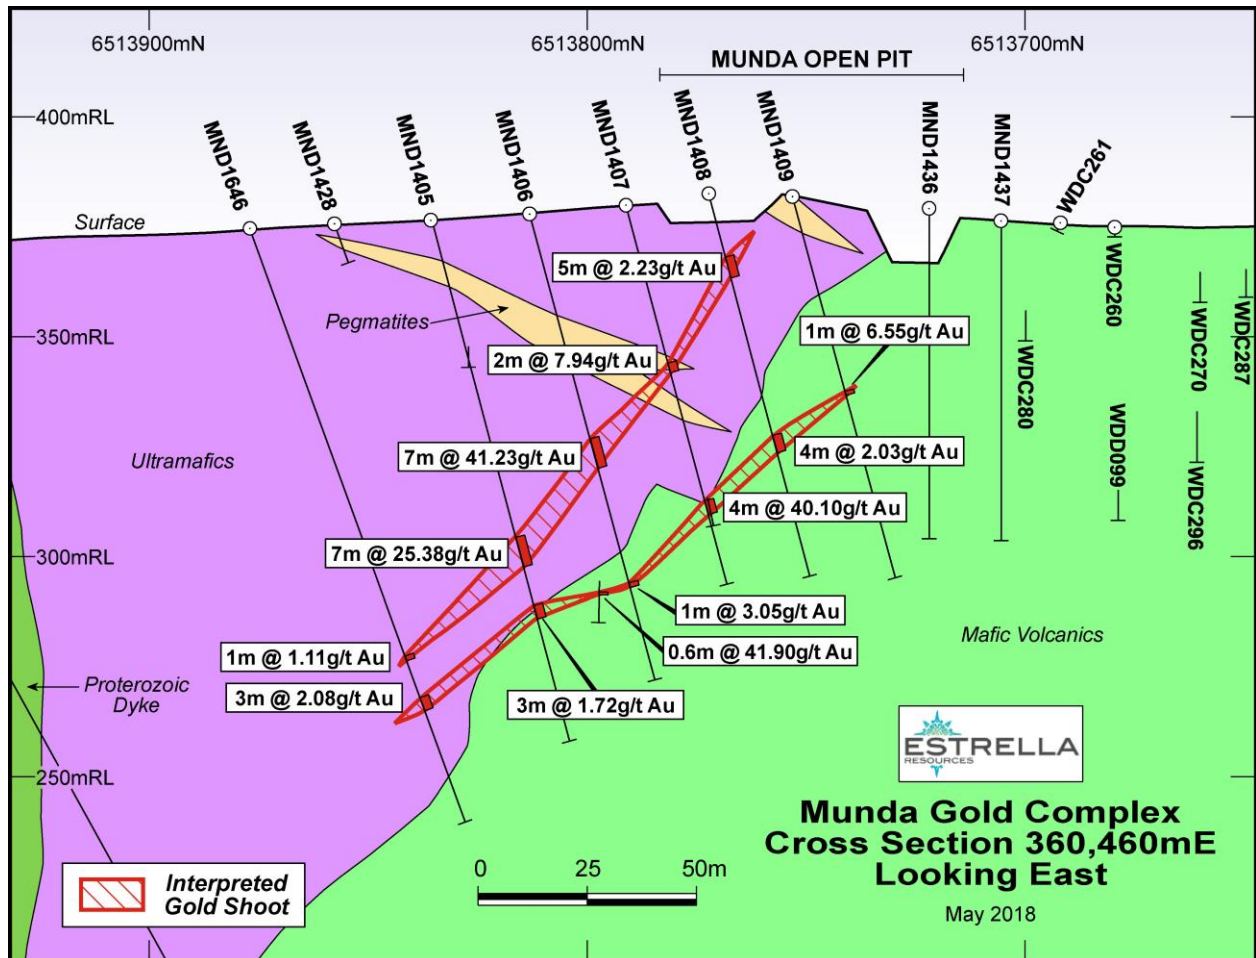 6513900mN
6513800mN
6513700mN
MUNDA OPEN PIT
400mRL
MND1646
MND1428
MND1405
MND1406
MND1407
MND1408
MND1409
MND1436
MND1437
WDC261
Surface
5m @ 2.23g/t Au
WDC260
WDC270
WDC287
Pegmatites
1m @ 6.55g/t Au
350mRL
2m @ 7.94g/t Au
WDC280
Ultramafics
7m @ 41.23g/t Au
4m @ 2.03g/t Au
WDD099
WDC296
4m @ 40.10g/t Au
300mRL
7m @ 25.38g/t Au
1m @ 3.05g/t Au
Mafic Volcanics
0.6m @ 41.90g/t Au
1m @ 1.11g/t Au
Proterozoic
Dyke
3m @ 2.08g/t Au
3m @ 1.72g/t Au
ESTRELLA
RESOURCES
250mRL
Munda Gold Complex
Cross Section 360,460mE
Looking East
May 2018
0 25 50m
Interpreted
Gold Shoot